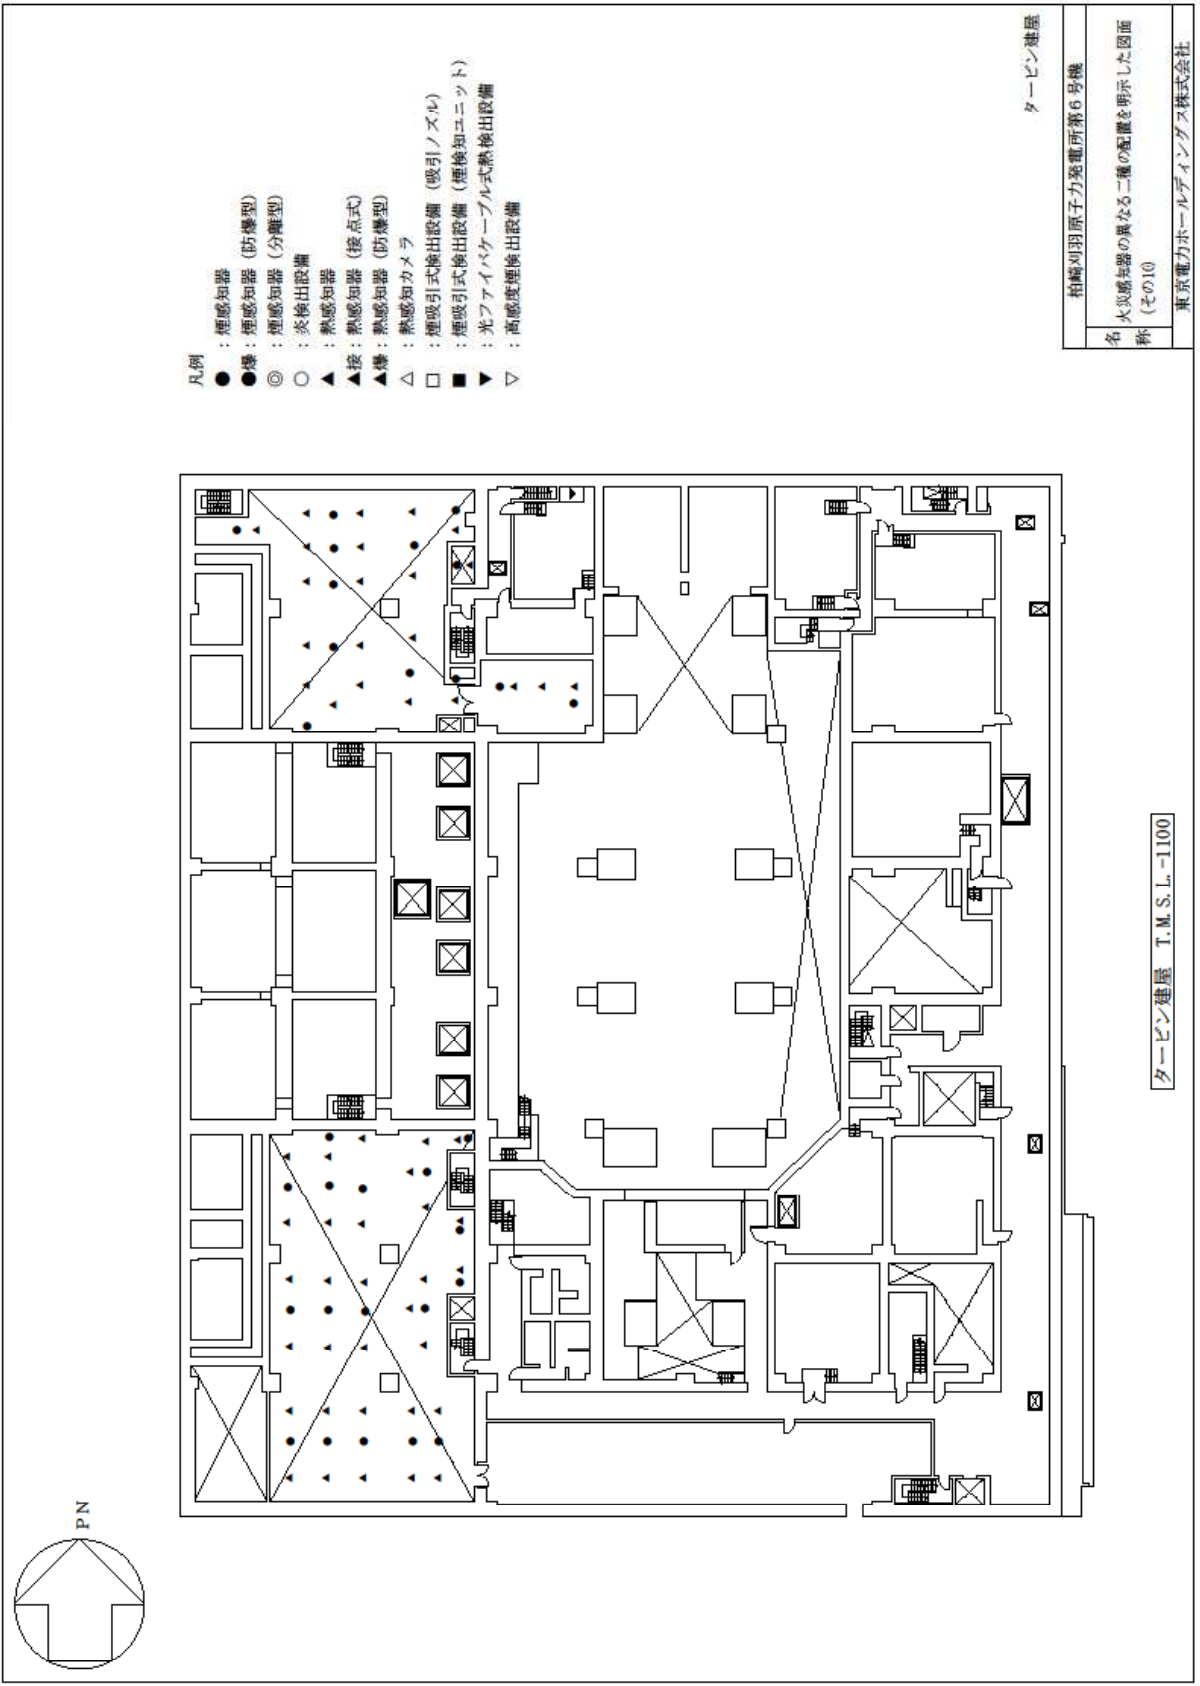 凡例
● ：煙感知器
●爆：煙感知器（防爆型）
◎ ：煙感知器（分離型）
○ ：炎検出設備
▲ ：熱感知器
▲接：熱感知器（接点式）
▲爆：熱感知器（防爆型）
△ ：熱感知カメラ
□ ：煙吸引式検出設備（吸引ノズル）
■ ：煙吸引式検出設備（煙検知ユニット）
▼ ：光ファイバケーブル式熱検出設備
▽ ：高感度煙検出設備
PN
タービン建屋 T.M.S.L.-1100
タービン建屋
柏崎刈羽原子力発電所第６号機
名称
火災感知器の異なる二種の配置を明示した図面
（その10）
東京電力ホールディングス株式会社